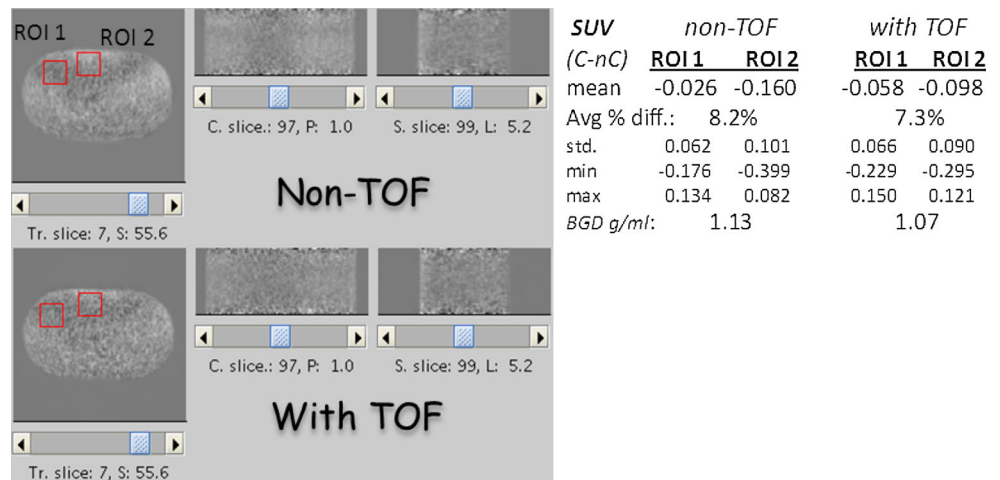 ROI 1 ROI 2
C. slice.: 97, P: 1.0 S. slice: 99, L: 5.2
Non-TOF
Tr. slice: 7, S: 55.6
C. slice.: 97, P: 1.0 S. slice: 99, L: 5.2
With TOF
Tr. slice: 7, S: 55.6
SUV non-TOF with TOF
(C-nC) ROI 1 ROI 2 ROI 1 ROI 2
mean -0.026 -0.160 -0.058 -0.098
Avg % diff.: 8.2% 7.3%
std. 0.062 0.101 0.066 0.090
min -0.176 -0.399 -0.229 -0.295
max 0.134 0.082 0.150 0.121
BGD g/ml: 1.13 1.07